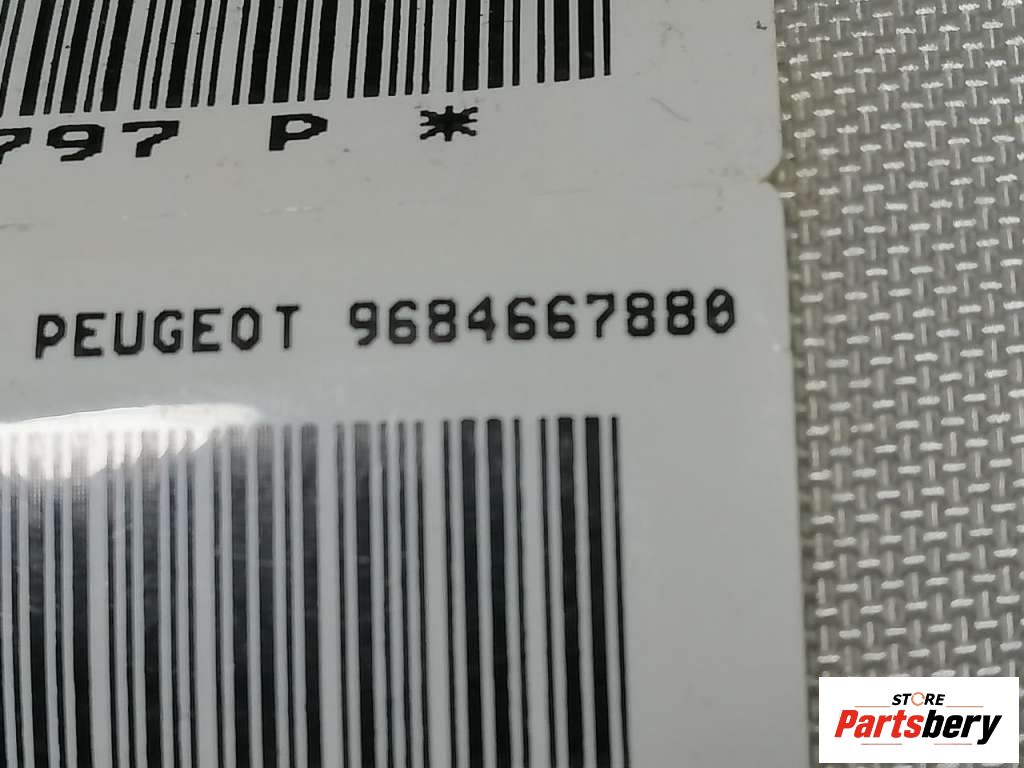 797 P *
PEUGEOT 9684667880
STORE
Partsbery